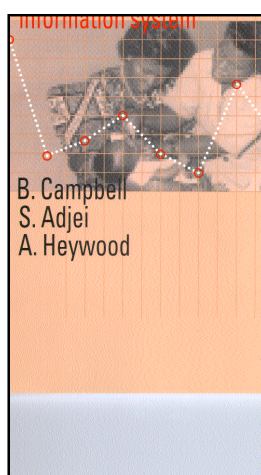 Information system
B. Campbell
S. Adjei
A. Heywood